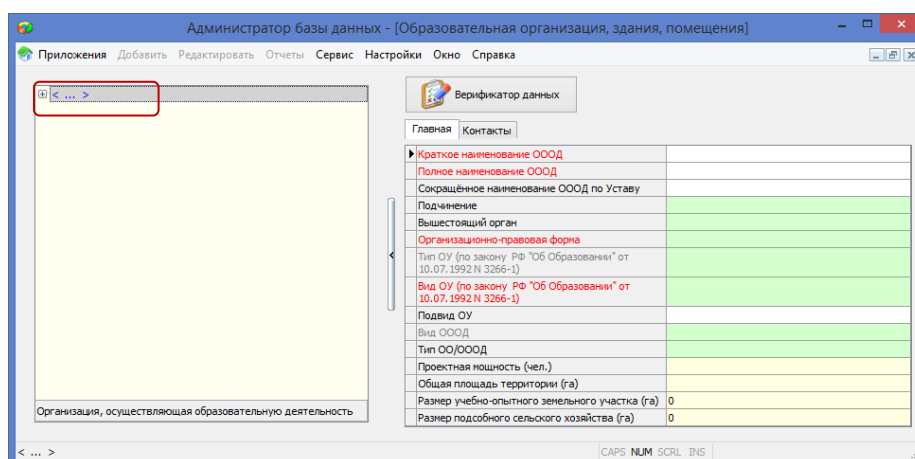 Администратор базы данных - [Образовательная организация, здания, помещения]
Приложения Добавить Редактировать Отчеты Сервис Настройки Окно Справка
< ... >
Верификатор данных
Главная Контакты
Краткое наименование ОООД
Полное наименование ОООД
Сокращённое наименование ОООД по Уставу
Подчинение
Вышестоящий орган
Организационно-правовая форма
Тип ОУ (по закону РФ "Об Образовании" от
10.07.1992 N 3266-1)
Вид ОУ (по закону РФ "Об Образовании" от
10.07.1992 N 3266-1)
Подвид ОУ
Вид ОООД
Тип ОО/ОООД
Проектная мощность (чел.)
Общая площадь территории (га)
Размер учебно-опытного земельного участка (га) 0
Размер подсобного сельского хозяйства (га) 0
Организация, осуществляющая образовательную деятельность
< ... > CAPS NUM SCRL INS